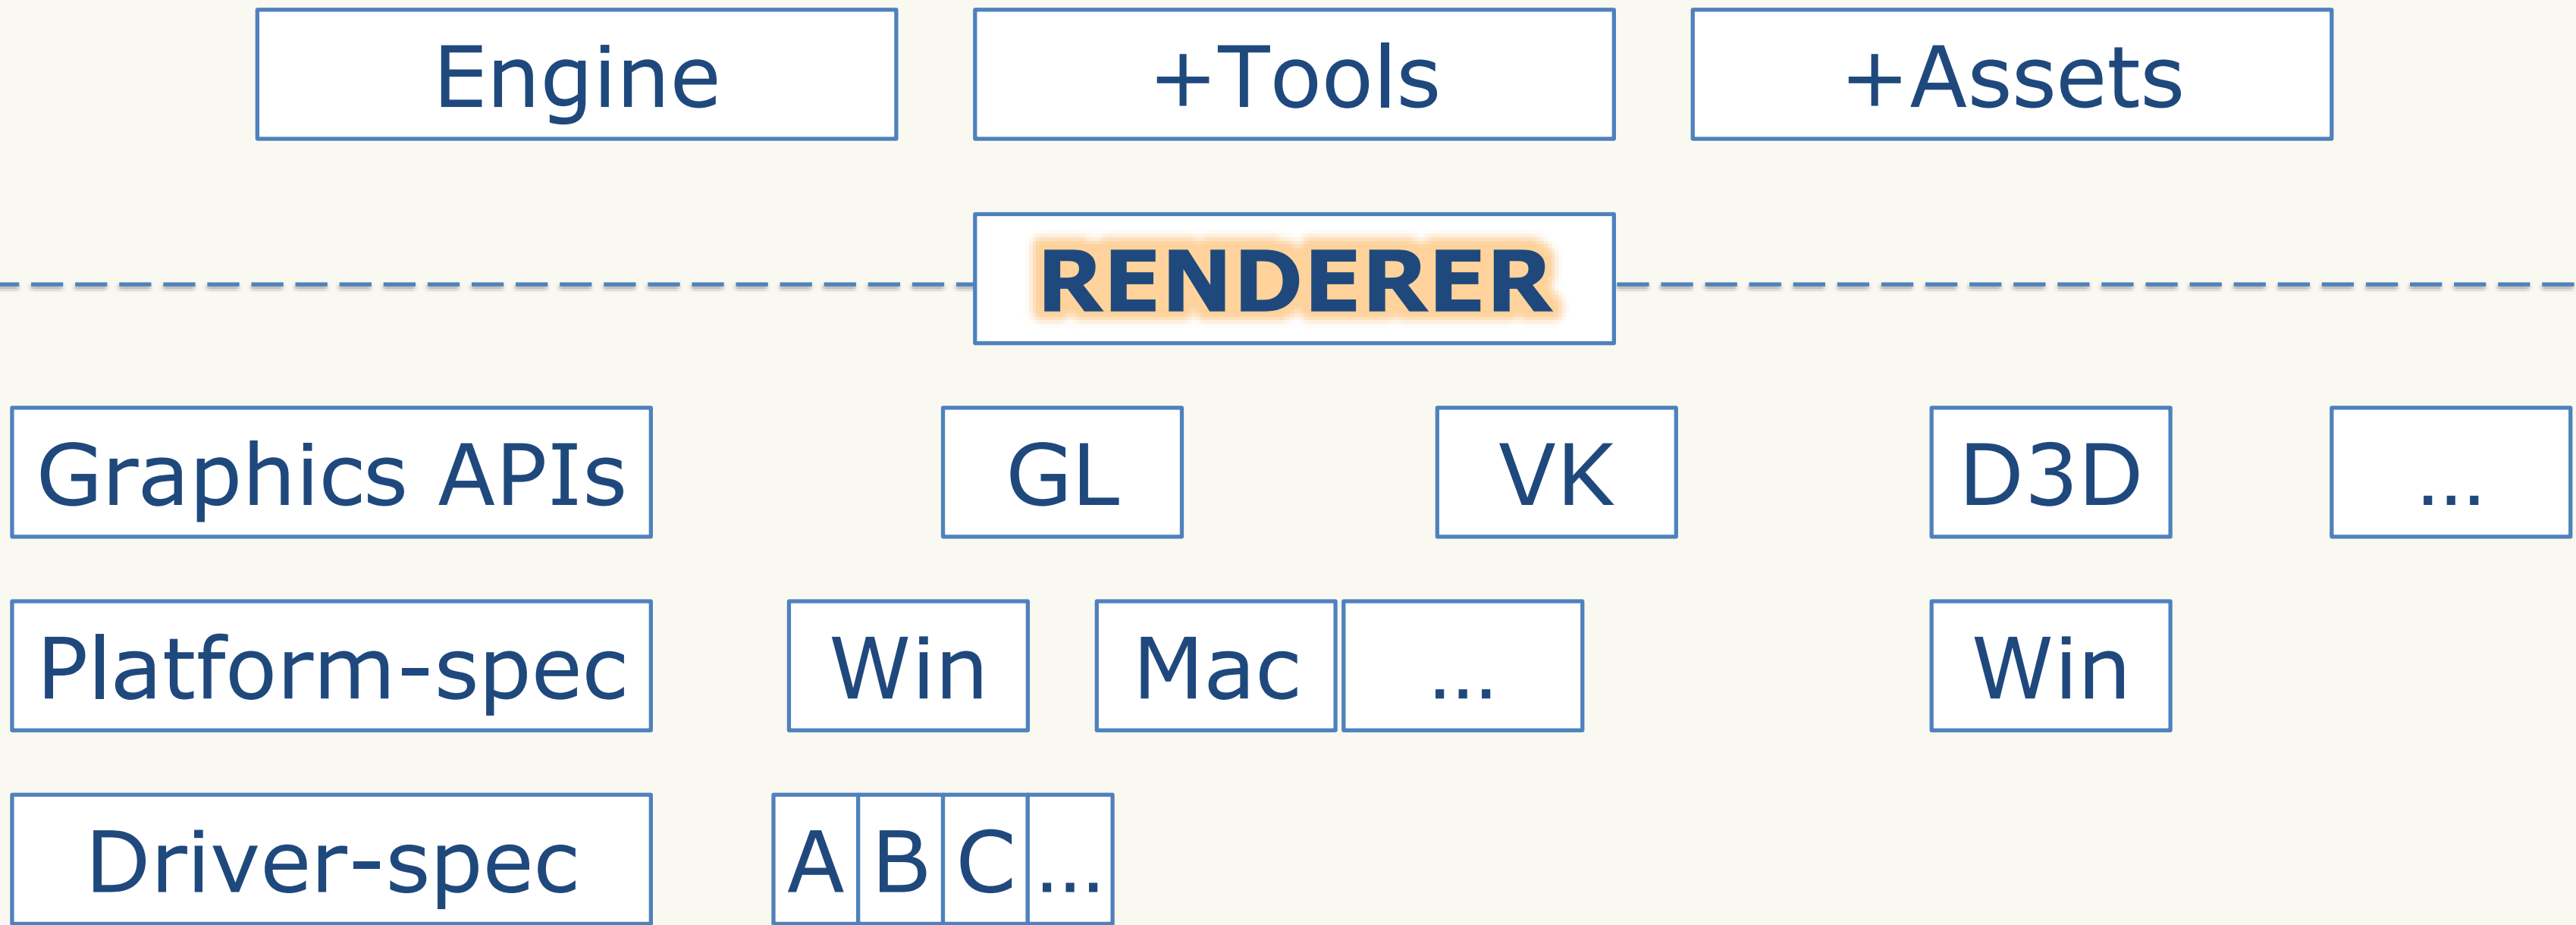 Engine +Tools +Assets
RENDERER
Graphics APIs GL VK D3D ...
Platform-spec Win Mac ... Win
Driver-spec A B C ...